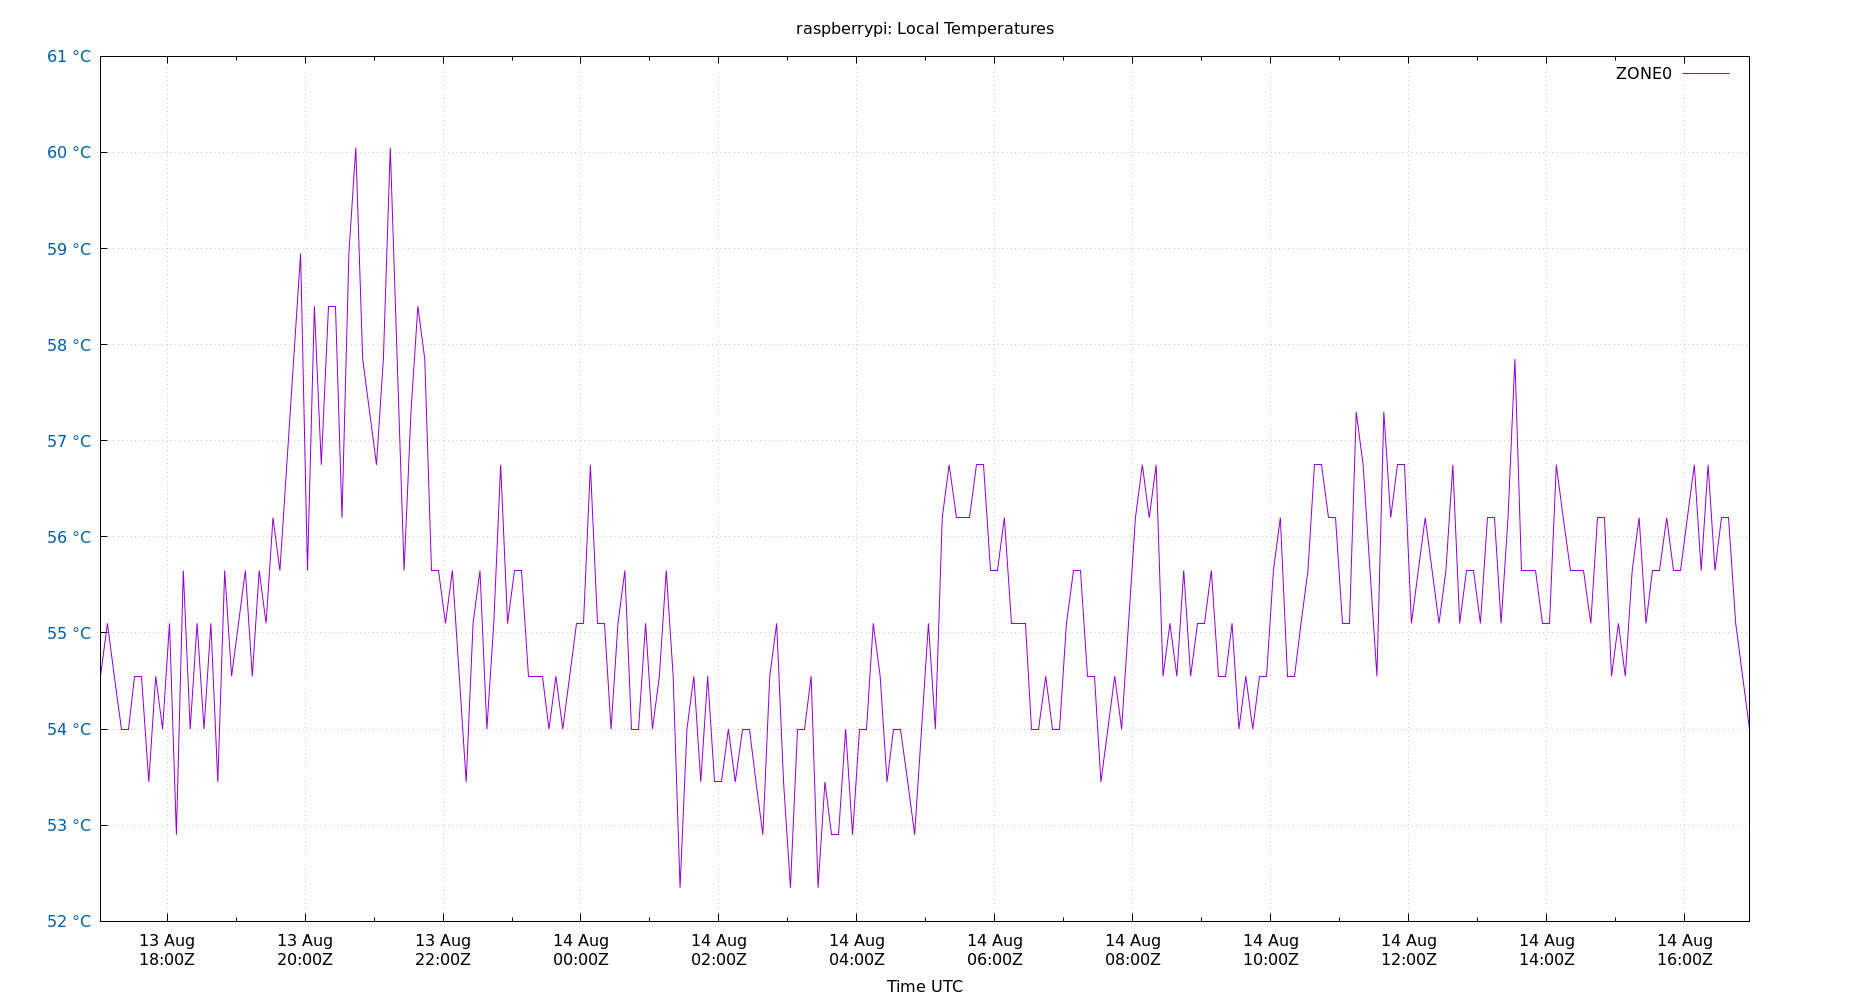 raspberrypi: Local Temperatures
61 °C
ZONE0
60 °C
59 °C
58 °C
57 °C
56 °C
55 °C
54 °C
53 °C
52 °C
13 Aug 13 Aug 13 Aug 14 Aug 14 Aug 14 Aug 14 Aug 14 Aug 14 Aug 14 Aug 14 Aug 14 Aug
18:00Z 20:00Z 22:00Z 00:00Z 02:00Z 04:00Z 06:00Z 08:00Z 10:00Z 12:00Z 14:00Z 16:00Z
Time UTC